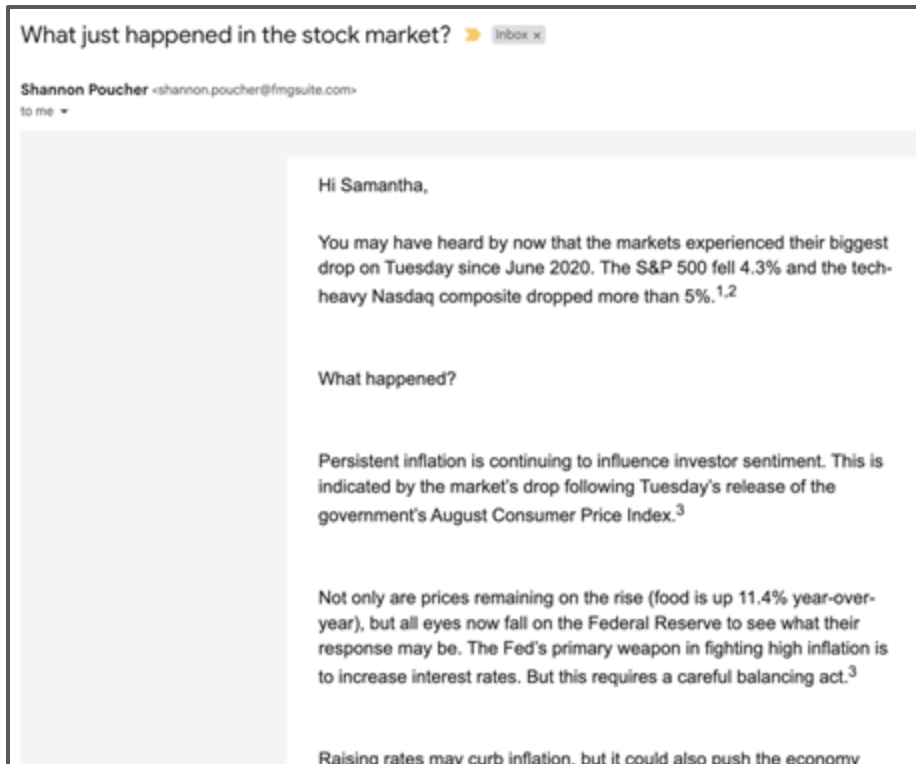 What just happened in the stock market? Inbox x
Shannon Poucher <shannon.poucher@fmgsuite.com>
to me
Hi Samantha,
You may have heard by now that the markets experienced their biggest
drop on Tuesday since June 2020. The S&P 500 fell 4.3% and the tech-
heavy Nasdaq composite dropped more than 5%.1,2
What happened?
Persistent inflation is continuing to influence investor sentiment. This is
indicated by the market's drop following Tuesday's release of the
government's August Consumer Price Index.3
Not only are prices remaining on the rise (food is up 11.4% year-over-
year), but all eyes now fall on the Federal Reserve to see what their
response may be. The Fed's primary weapon in fighting high inflation is
to increase interest rates. But this requires a careful balancing act.3
Raising rates may curb inflation, but it could also push the economy